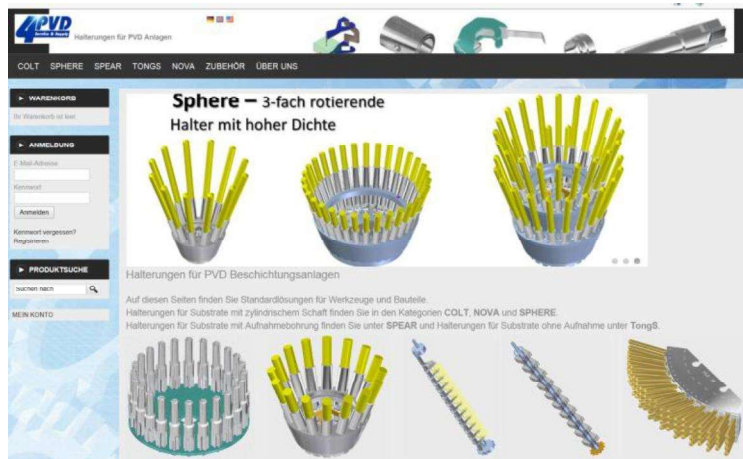 4PVD
Service & Supply
Halterungen für PVD Anlagen
COLT SPHERE SPEAR TONGS NOVA ZUBEHÖR ÜBER UNS
WARENKORB
Ihr Warenkorb ist leer.
ANMELDUNG
E-Mail-Adresse
Kennwort
Anmelden
Kennwort vergessen?
Registrieren
PRODUKTSUCHE
Suchen nach
MEIN KONTO
Sphere – 3-fach rotierende
Halter mit hoher Dichte
Halterungen für PVD Beschichtungsanlagen
Auf diesen Seiten finden Sie Standardlösungen für Werkzeuge und Bauteile.
Halterungen für Substrate mit zylindrischem Schaft finden Sie in den Kategorien COLT, NOVA und SPHERE.
Halterungen für Substrate mit Aufnahmebohrung finden Sie unter SPEAR und Halterungen für Substrate ohne Aufnahme unter TongS.